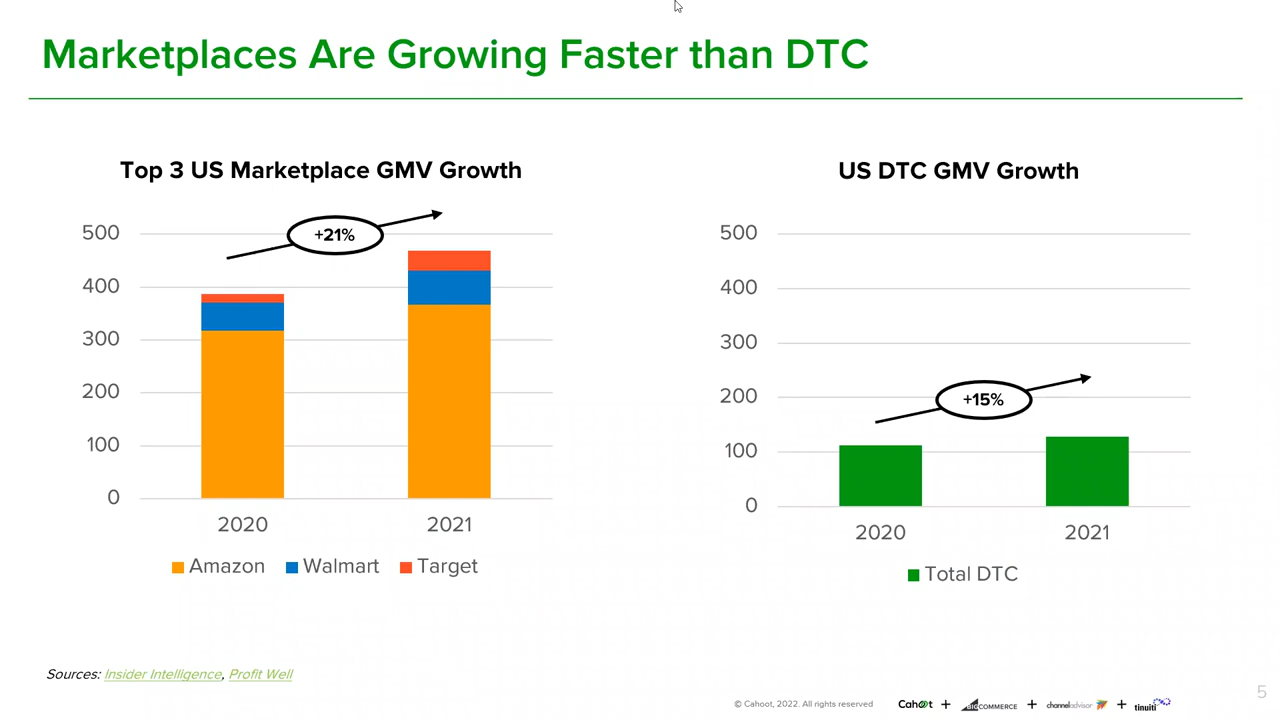 Marketplaces Are Growing Faster than DTC
Top 3 US Marketplace GMV Growth
500
400
300
200
100
0
+21%
2020 2021
Amazon Walmart Target
US DTC GMV Growth
500
400
300
200
100
0
+15%
2020 2021
Total DTC
Sources: Insider Intelligence, Profit Well
5
© Cahoot, 2022. All rights reserved
Cahoot + BIGCOMMERCE + channeladvisor + tinuiti